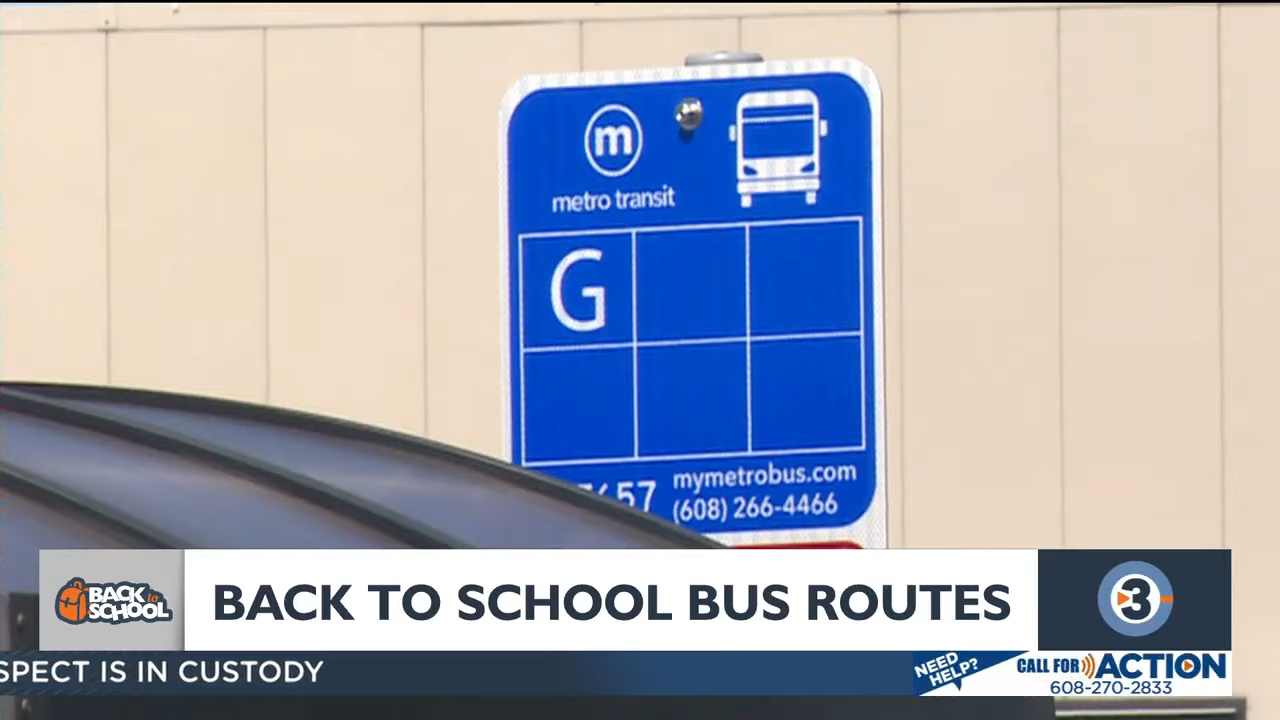 m
metro transit
G
57
mymetrobus.com
(608) 266-4466
BACK to
SCHOOL
BACK TO SCHOOL BUS ROUTES
3
IS IN CUSTODY
NEED
HELP?
CALL FOR ACTION
608-270-2833